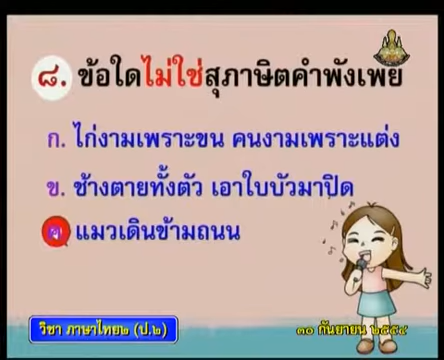 ๘. ข้อใดไม่ใช่สุภาษิตคำพังเพย
ก. ไก่งามเพราะขน คนงามเพราะแต่ง
ข. ช้างตายทั้งตัว เอาใบบัวมาปิด
แมวเดินข้ามถนน
วิชา ภาษาไทย๒ (ป.๒)
๓๐ กันยายน ๒๕๕๔